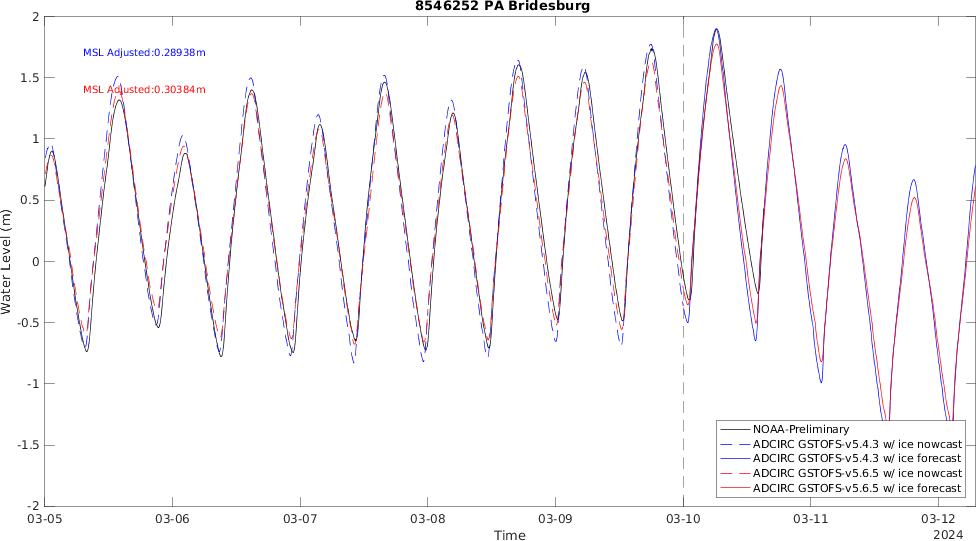 8546252 PA Bridesburg
MSL Adjusted:0.28938m
MSL Adjusted:0.30384m
Water Level (m)
2
1.5
1
0.5
0
-0.5
-1
-1.5
-2
NOAA-Preliminary
ADCIRC GSTOFS-v5.4.3 w/ ice nowcast
ADCIRC GSTOFS-v5.4.3 w/ ice forecast
ADCIRC GSTOFS-v5.6.5 w/ ice nowcast
ADCIRC GSTOFS-v5.6.5 w/ ice forecast
03-05 03-06 03-07 03-08 03-09 03-10 03-11 03-12
Time
2024